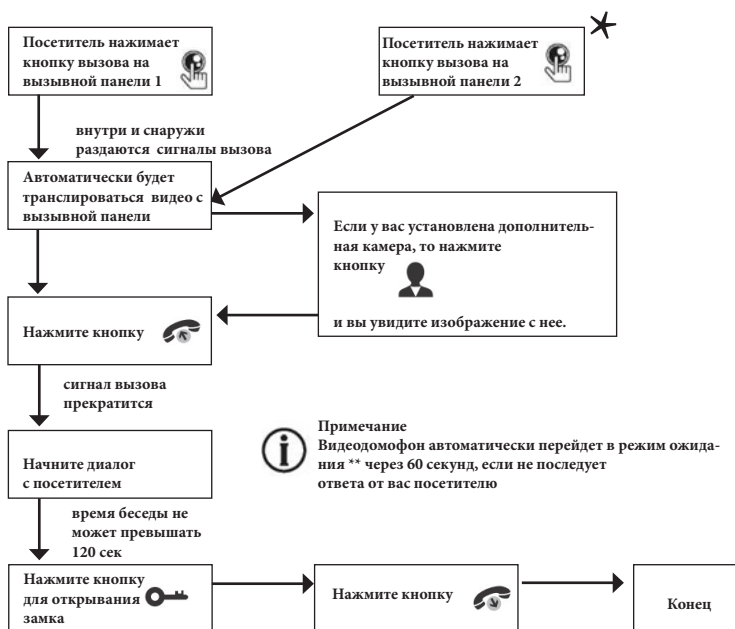 Посетитель нажимает
кнопку вызова на
вызывной панели 1
Посетитель нажимает
кнопку вызова на
вызывной панели 2
внутри и снаружи
раздаются сигналы вызова
Автоматически будет
транслироваться видео с
вызывной панели
Если у вас установлена дополнитель-
ная камера, то нажмите
кнопку
и вы увидите изображение с нее.
Нажмите кнопку
сигнал вызова
прекратится
Примечание
Видеодомофон автоматически перейдет в режим ожида-
ния ** через 60 секунд, если не последует
ответа от вас посетителю
Начните диалог
с посетителем
время беседы не
может превышать
120 сек
Нажмите кнопку
для открывания
замка
Нажмите кнопку
Конец